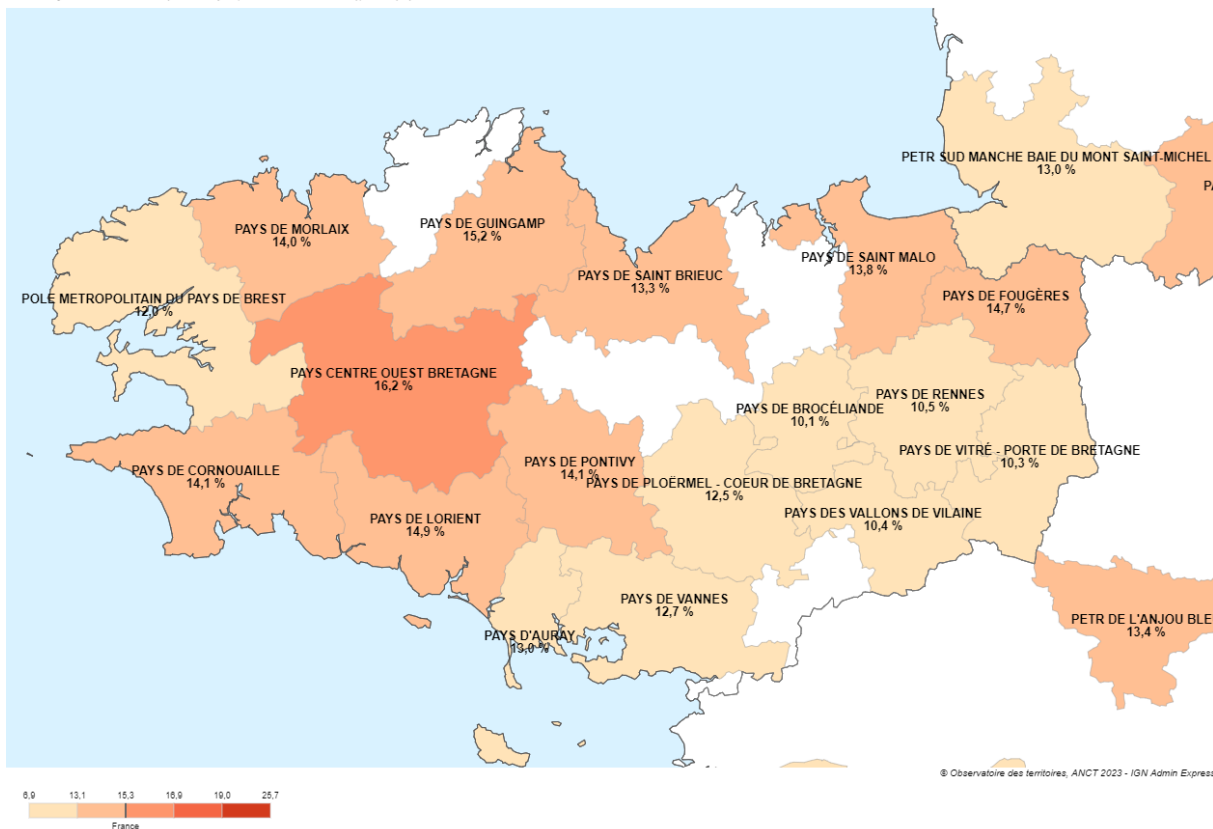 PETR SUD MANCHE BAIE DU MONT SAINT-MICHEL
13,0 %
PAYS DE MORLAIX
14,0 %
PAYS DE GUINGAMP
15,2 %
PAYS DE SAINT BRIEUC
13,3 %
PAYS DE SAINT MALO
13,8 %
PAYS DE FOUGÈRES
14,7 %
POLE METROPOLITAIN DU PAYS DE BREST
12,0 %
PAYS CENTRE OUEST BRETAGNE
16,2 %
PAYS DE BROCÉLIANDE
10,1 %
PAYS DE RENNES
10,5 %
PAYS DE VITRÉ - PORTE DE BRETAGNE
10,3 %
PAYS DE CORNOUAILLE
14,1 %
PAYS DE PONTIVY
14,1 %
PAYS DE PLOËRMEL - COEUR DE BRETAGNE
12,5 %
PAYS DE LORIENT
14,9 %
PAYS DES VALLONS DE VILAINE
10,4 %
PAYS DE VANNES
12,7 %
PAYS D'AURAY
13,0 %
PETR DE L'ANJOU BLE
13,4 %
© Observatoire des territoires, ANCT 2023 - IGN Admin Express
6,9 13,1 15,3 16,9 19,0 25,7
France